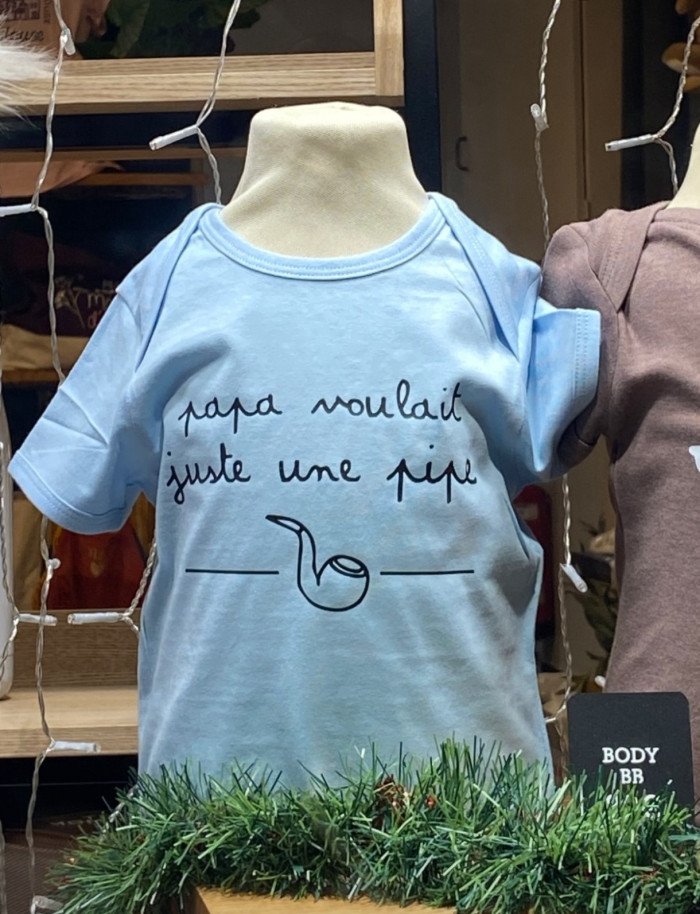 papa voulait
juste une pipe
BODY
BB